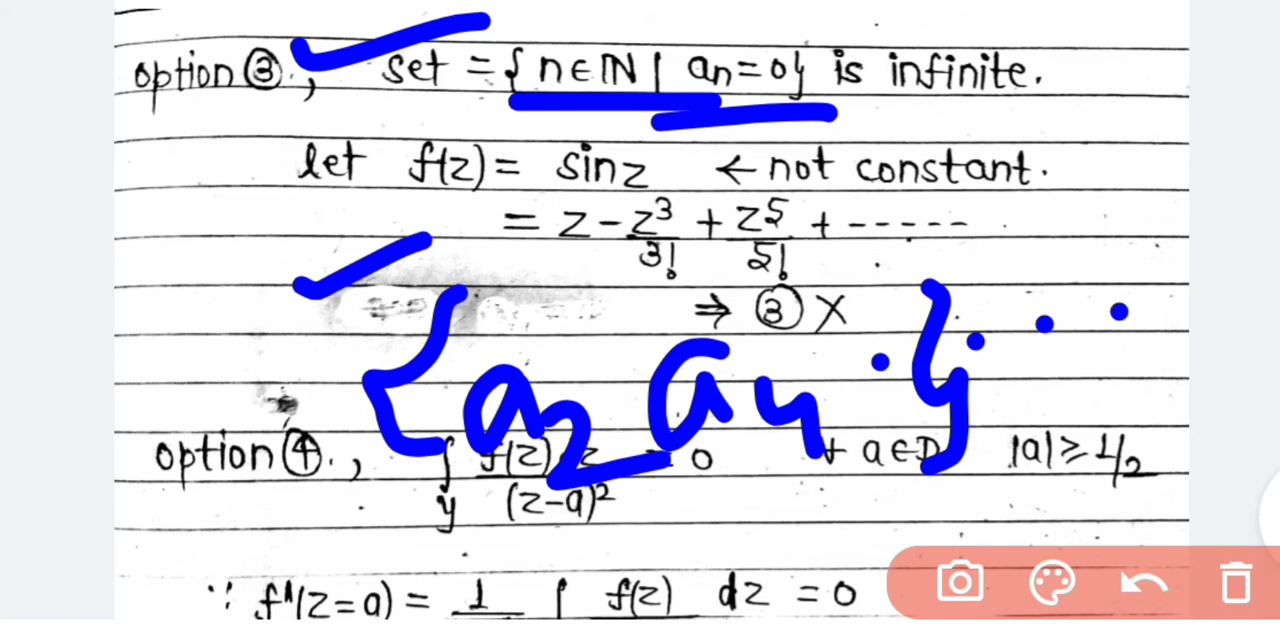 option ③., set = {n∈ℕ | an=0} is infinite.
let f(z) = sinz ← not constant.
= z - z³/3! + z⁵/5! + ------
⇒ ③ X
{a₂ a₄ . } . . .
option ④., ∫γ f(z) z / (z-a)² = 0 ∀ a∈D |a| ≥ 1/2
∵ f'(z=a) = 1 ∫ f(z) dz = 0